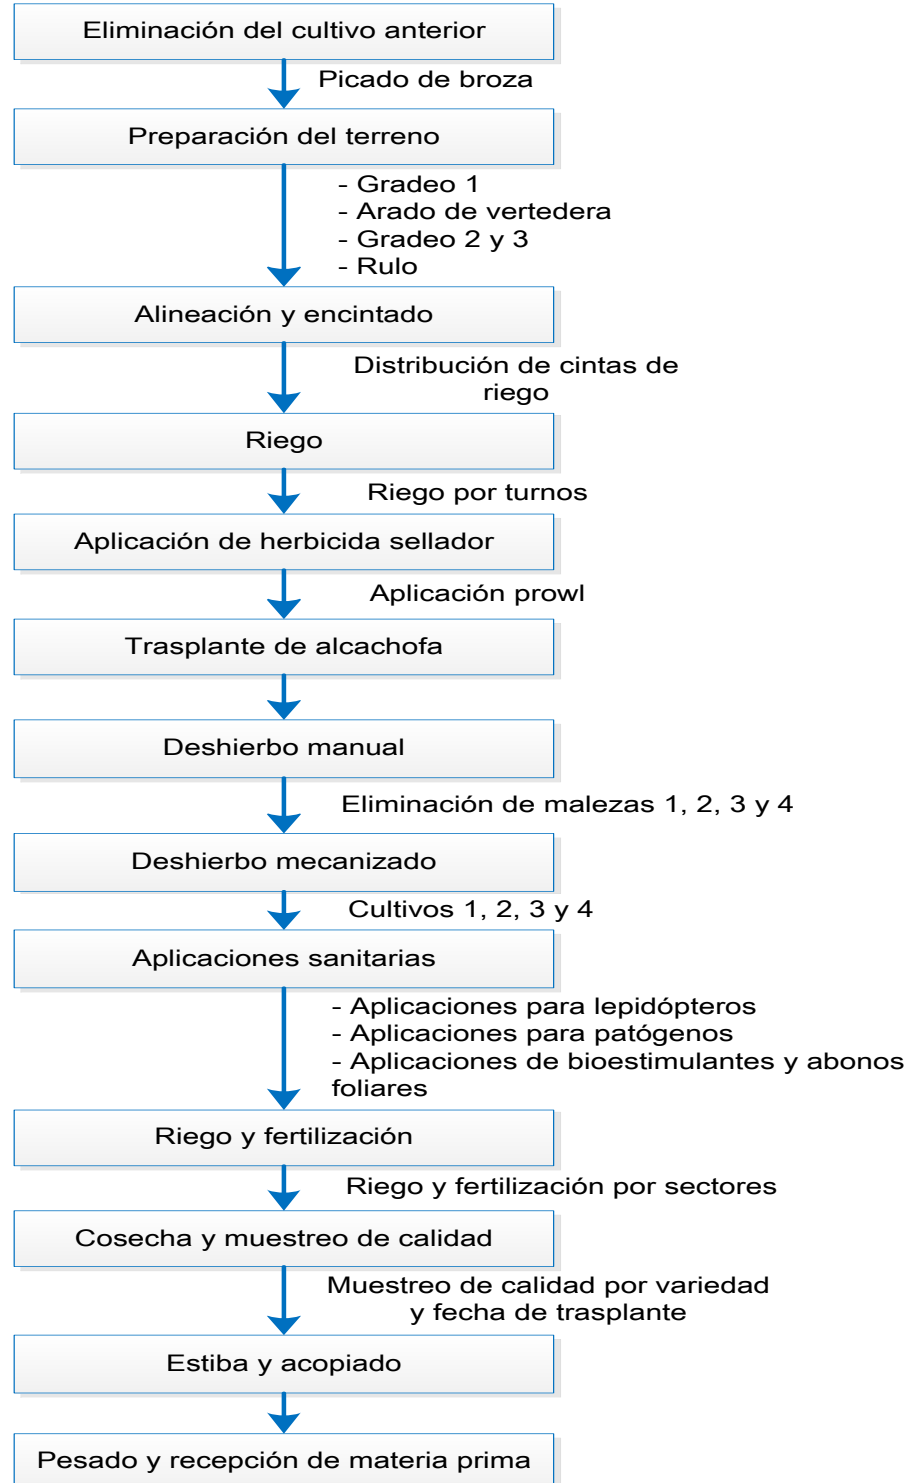 Eliminación del cultivo anterior
Picado de broza
Preparación del terreno
- Gradeo 1
- Arado de vertedera
- Gradeo 2 y 3
- Rulo
Alineación y encintado
Distribución de cintas de
riego
Riego
Riego por turnos
Aplicación de herbicida sellador
Aplicación prowl
Trasplante de alcachofa
Deshierbo manual
Eliminación de malezas 1, 2, 3 y 4
Deshierbo mecanizado
Cultivos 1, 2, 3 y 4
Aplicaciones sanitarias
- Aplicaciones para lepidópteros
- Aplicaciones para patógenos
- Aplicaciones de bioestimulantes y abonos
foliares
Riego y fertilización
Riego y fertilización por sectores
Cosecha y muestreo de calidad
Muestreo de calidad por variedad
y fecha de trasplante
Estiba y acopiado
Pesado y recepción de materia prima